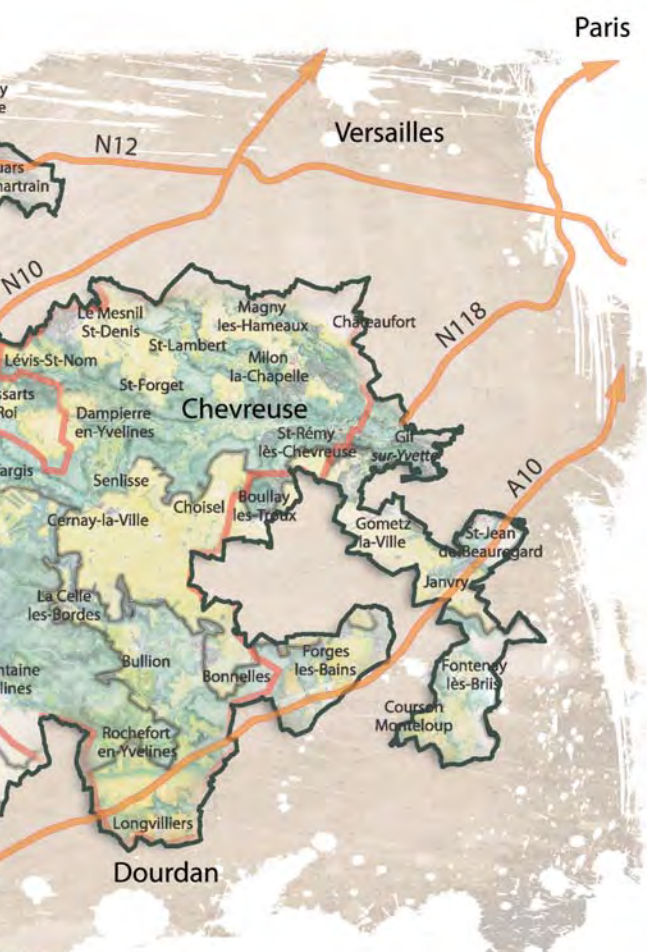 Paris
Versailles
N12
N10
N118
A10
Le Mesnil
St-Denis
Magny
les-Hameaux
Châteaufort
St-Lambert
Lévis-St-Nom
Milon
la-Chapelle
St-Forget
Chevreuse
Dampierre
en-Yvelines
St-Rémy
lès-Chevreuse
Gif
sur-Yvette
Senlisse
Choisel
Boullay
les-Troux
Cernay-la-Ville
Gometz
la-Ville
St-Jean
de Beauregard
Janvry
La Celle
les-Bordes
Bullion
Bonnelles
Forges
les-Bains
Fontenay
lès-Briis
Courson
Monteloup
Rochefort
en-Yvelines
Longvilliers
Dourdan